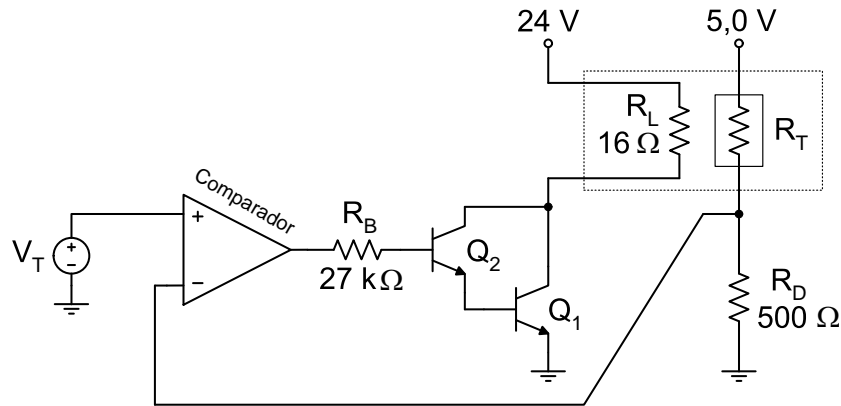 24 V
5,0 V
R_L
16 Ω
R_T
Comparador
+
−
V_T
+
−
R_B
27 kΩ
Q_2
Q_1
R_D
500 Ω